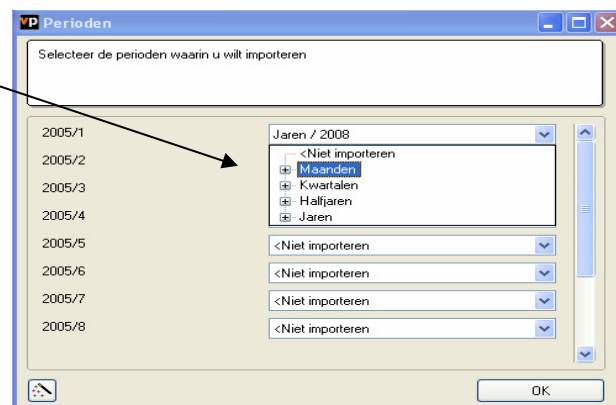 VP Perioden
Selecteer de perioden waarin u wilt importeren
2005/1 Jaren / 2008
2005/2 <Niet importeren
Maanden
2005/3 Kwartalen
Halfjaren
2005/4 Jaren
2005/5 <Niet importeren
2005/6 <Niet importeren
2005/7 <Niet importeren
2005/8 <Niet importeren
OK